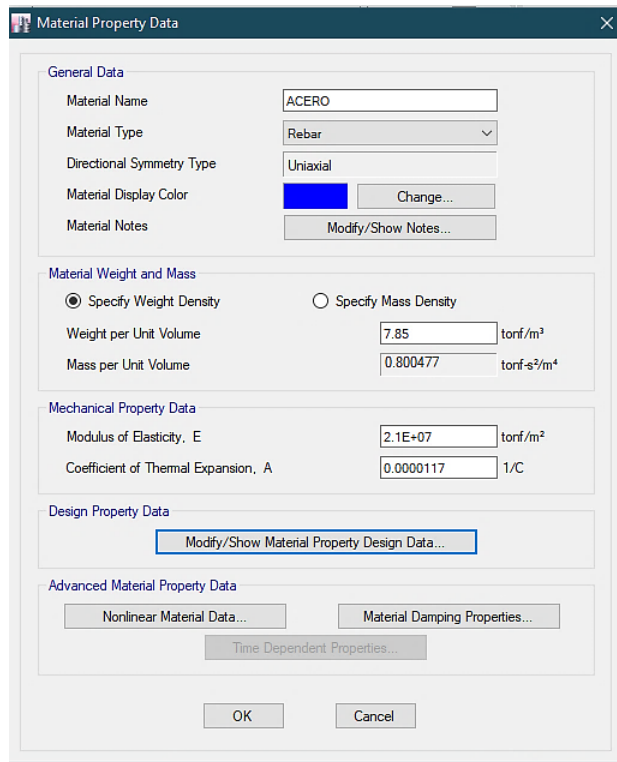 Material Property Data
General Data
Material Name ACERO
Material Type Rebar
Directional Symmetry Type Uniaxial
Material Display Color Change...
Material Notes Modify/Show Notes...
Material Weight and Mass
Specify Weight Density Specify Mass Density
Weight per Unit Volume 7.85 tonf/m³
Mass per Unit Volume 0.800477 tonf-s²/m⁴
Mechanical Property Data
Modulus of Elasticity, E 2.1E+07 tonf/m²
Coefficient of Thermal Expansion, A 0.0000117 1/C
Design Property Data
Modify/Show Material Property Design Data...
Advanced Material Property Data
Nonlinear Material Data... Material Damping Properties...
Time Dependent Properties...
OK Cancel